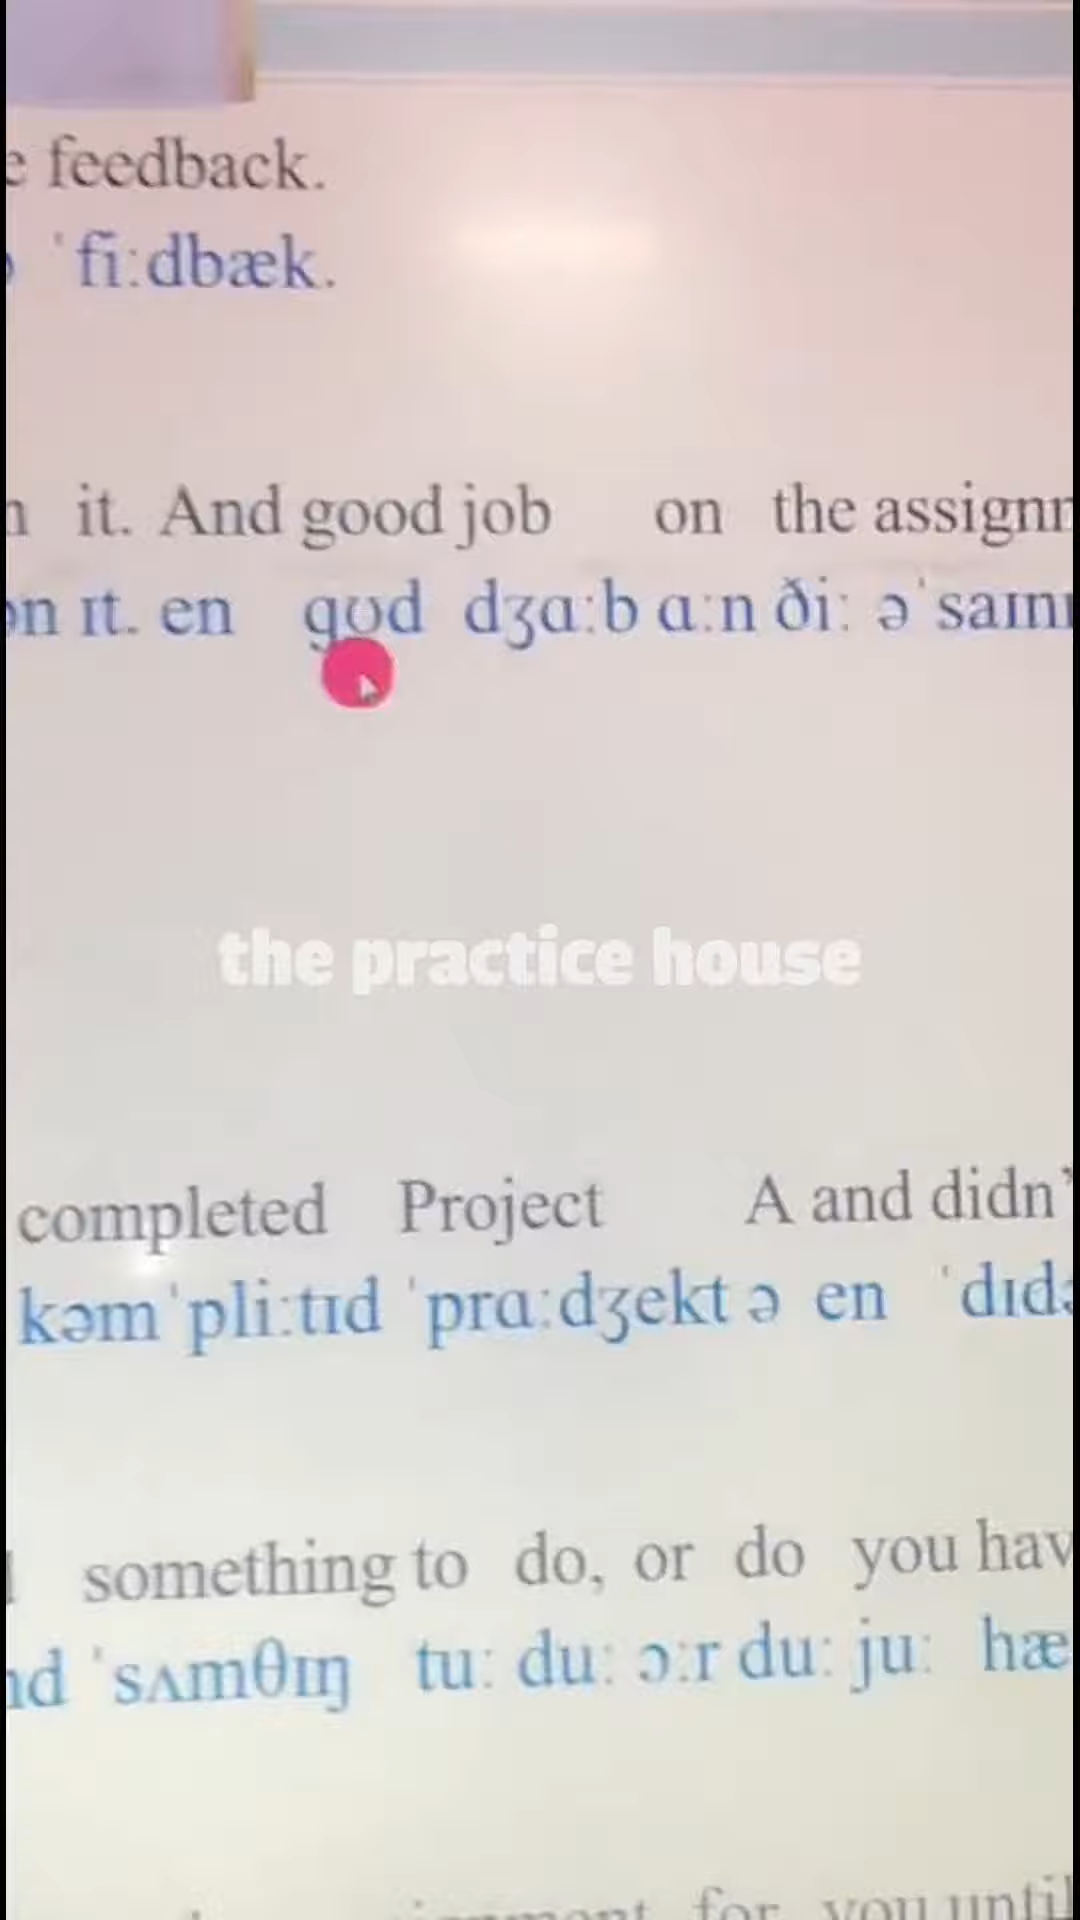 e feedback.
ˈfiːdbæk.
it. And good job on the assignm
ɪt. en gʊd dʒɑːb ɑːn ðiː əˈsaɪn
the practice house
completed Project A and didn’
kəmˈpliːtɪd ˈprɑːdʒekt ə en ˈdɪd
something to do, or do you hav
ˈsʌmθɪŋ tuː duː ɔːr duː juː hæ
for you until